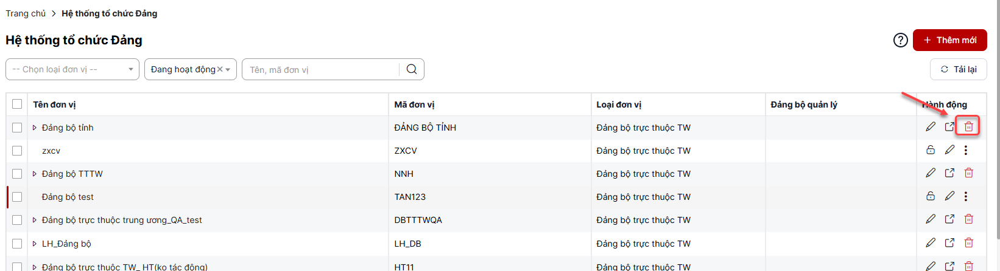 Trang chủ > Hệ thống tổ chức Đảng
Hệ thống tổ chức Đảng
Thêm mới
-- Chọn loại đơn vị --
Đang hoạt động
Tên, mã đơn vị
Tải lại
Tên đơn vị Mã đơn vị Loại đơn vị Đảng bộ quản lý Hành động
Đảng bộ tỉnh ĐẢNG BỘ TỈNH Đảng bộ trực thuộc TW
zxcv ZXCV Đảng bộ trực thuộc TW
Đảng bộ TTTW NNH Đảng bộ trực thuộc TW
Đảng bộ test TAN123 Đảng bộ trực thuộc TW
Đảng bộ trực thuộc trung ương_QA_test DBTTTWQA Đảng bộ trực thuộc TW
LH_Đảng bộ LH_DB Đảng bộ trực thuộc TW
Đảng bộ trực thuộc TW_ HT(ko tác động) HT11 Đảng bộ trực thuộc TW